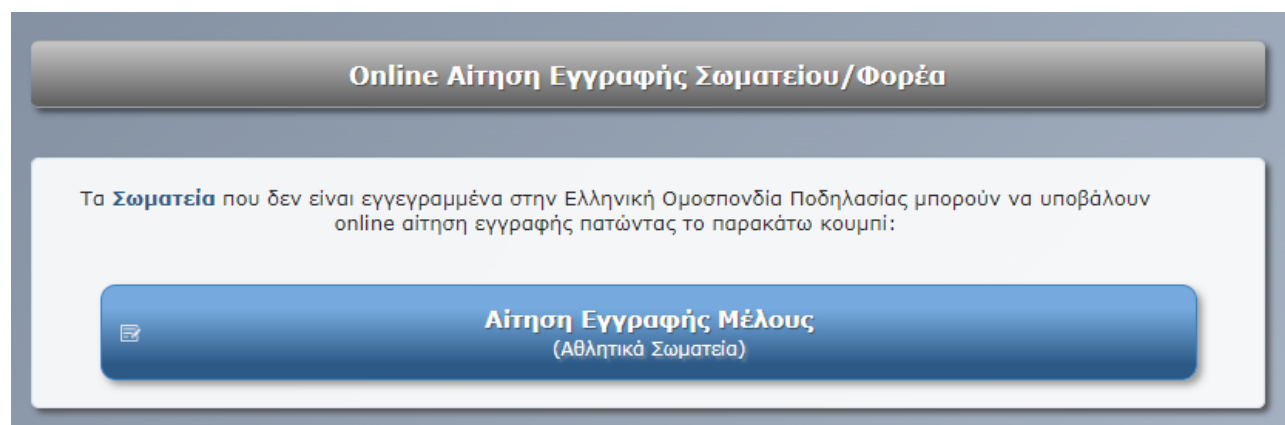 Online Αίτηση Εγγραφής Σωματείου/Φορέα
Τα Σωματεία που δεν είναι εγγεγραμμένα στην Ελληνική Ομοσπονδία Ποδηλασίας μπορούν να υποβάλουν
online αίτηση εγγραφής πατώντας το παρακάτω κουμπί:
Αίτηση Εγγραφής Μέλους
(Αθλητικά Σωματεία)